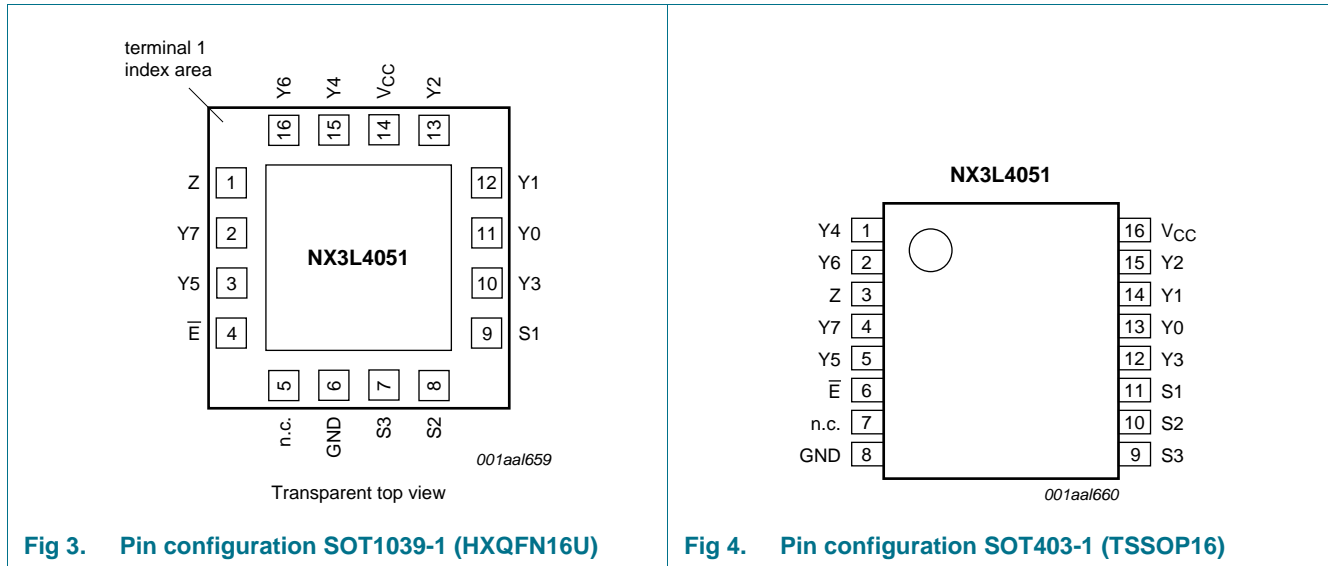 terminal 1
index area
Y6 Y4 VCC Y2
16 15 14 13
Z 1 12 Y1
Y7 2 11 Y0
Y5 3 10 Y3
E̅ 4 9 S1
NX3L4051
5 6 7 8
n.c. GND S3 S2
001aal659
Transparent top view
Fig 3. Pin configuration SOT1039-1 (HXQFN16U)
NX3L4051
Y4 1 16 VCC
Y6 2 15 Y2
Z 3 14 Y1
Y7 4 13 Y0
Y5 5 12 Y3
E̅ 6 11 S1
n.c. 7 10 S2
GND 8 9 S3
001aal660
Fig 4. Pin configuration SOT403-1 (TSSOP16)